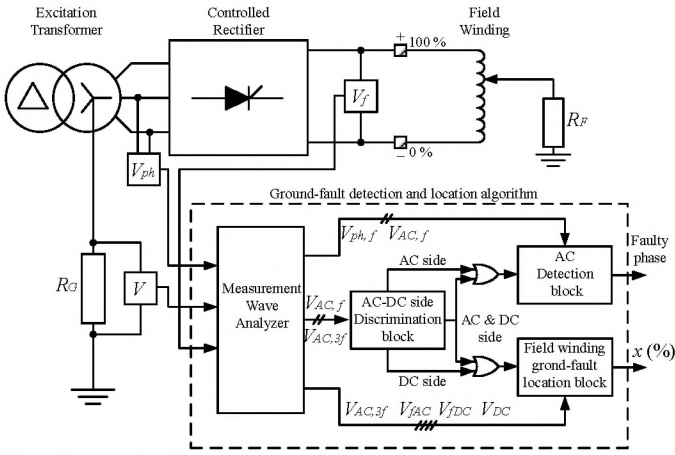 Excitation
Transformer
Controlled
Rectifier
Field
Winding
+
100 %
V_f
R_F
–
0 %
V_ph
Ground-fault detection and location algorithm
V_ph, f V_AC, f
R_G
V
Measurement
Wave
Analyzer
V_AC, f
V_AC,3f
AC-DC side
Discrimination
block
AC side
AC & DC
side
DC side
AC
Detection
block
Faulty
phase
Field winding
grond-fault
location block
x (%)
V_AC,3f V_fAC V_fDC V_DC